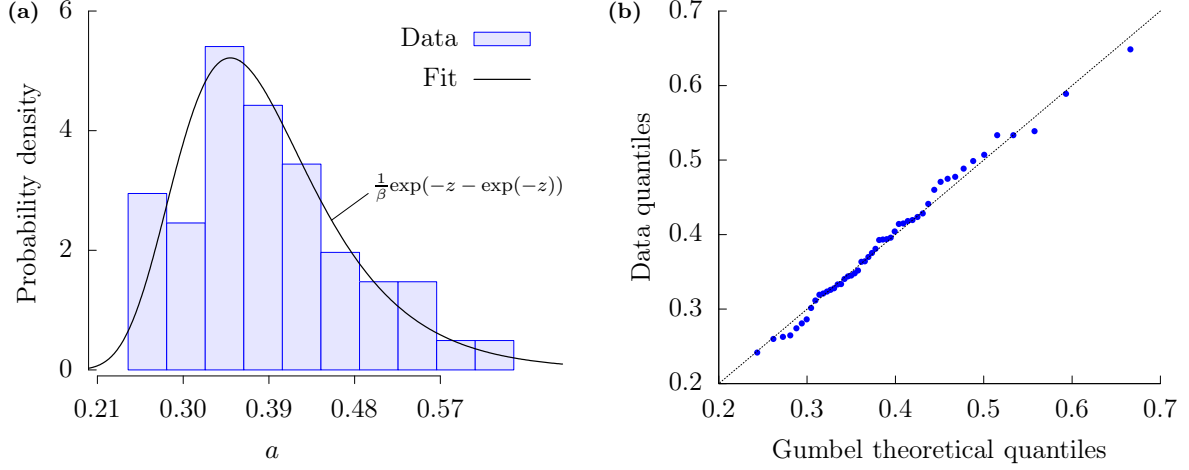 (a)
6
4
2
0
Probability density
Data
Fit
\frac{1}{β}exp(−z − exp(−z))
0.21 0.30 0.39 0.48 0.57
a
(b)
0.7
0.6
0.5
0.4
0.3
0.2
Data quantiles
0.2 0.3 0.4 0.5 0.6 0.7
Gumbel theoretical quantiles